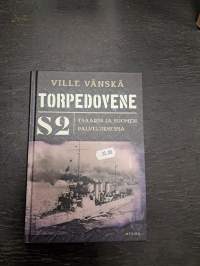 VILLE VÄNSKÄ
TORPEDOVENE
S2
TSAARIN JA SUOMEN
PALVELUKSESSA